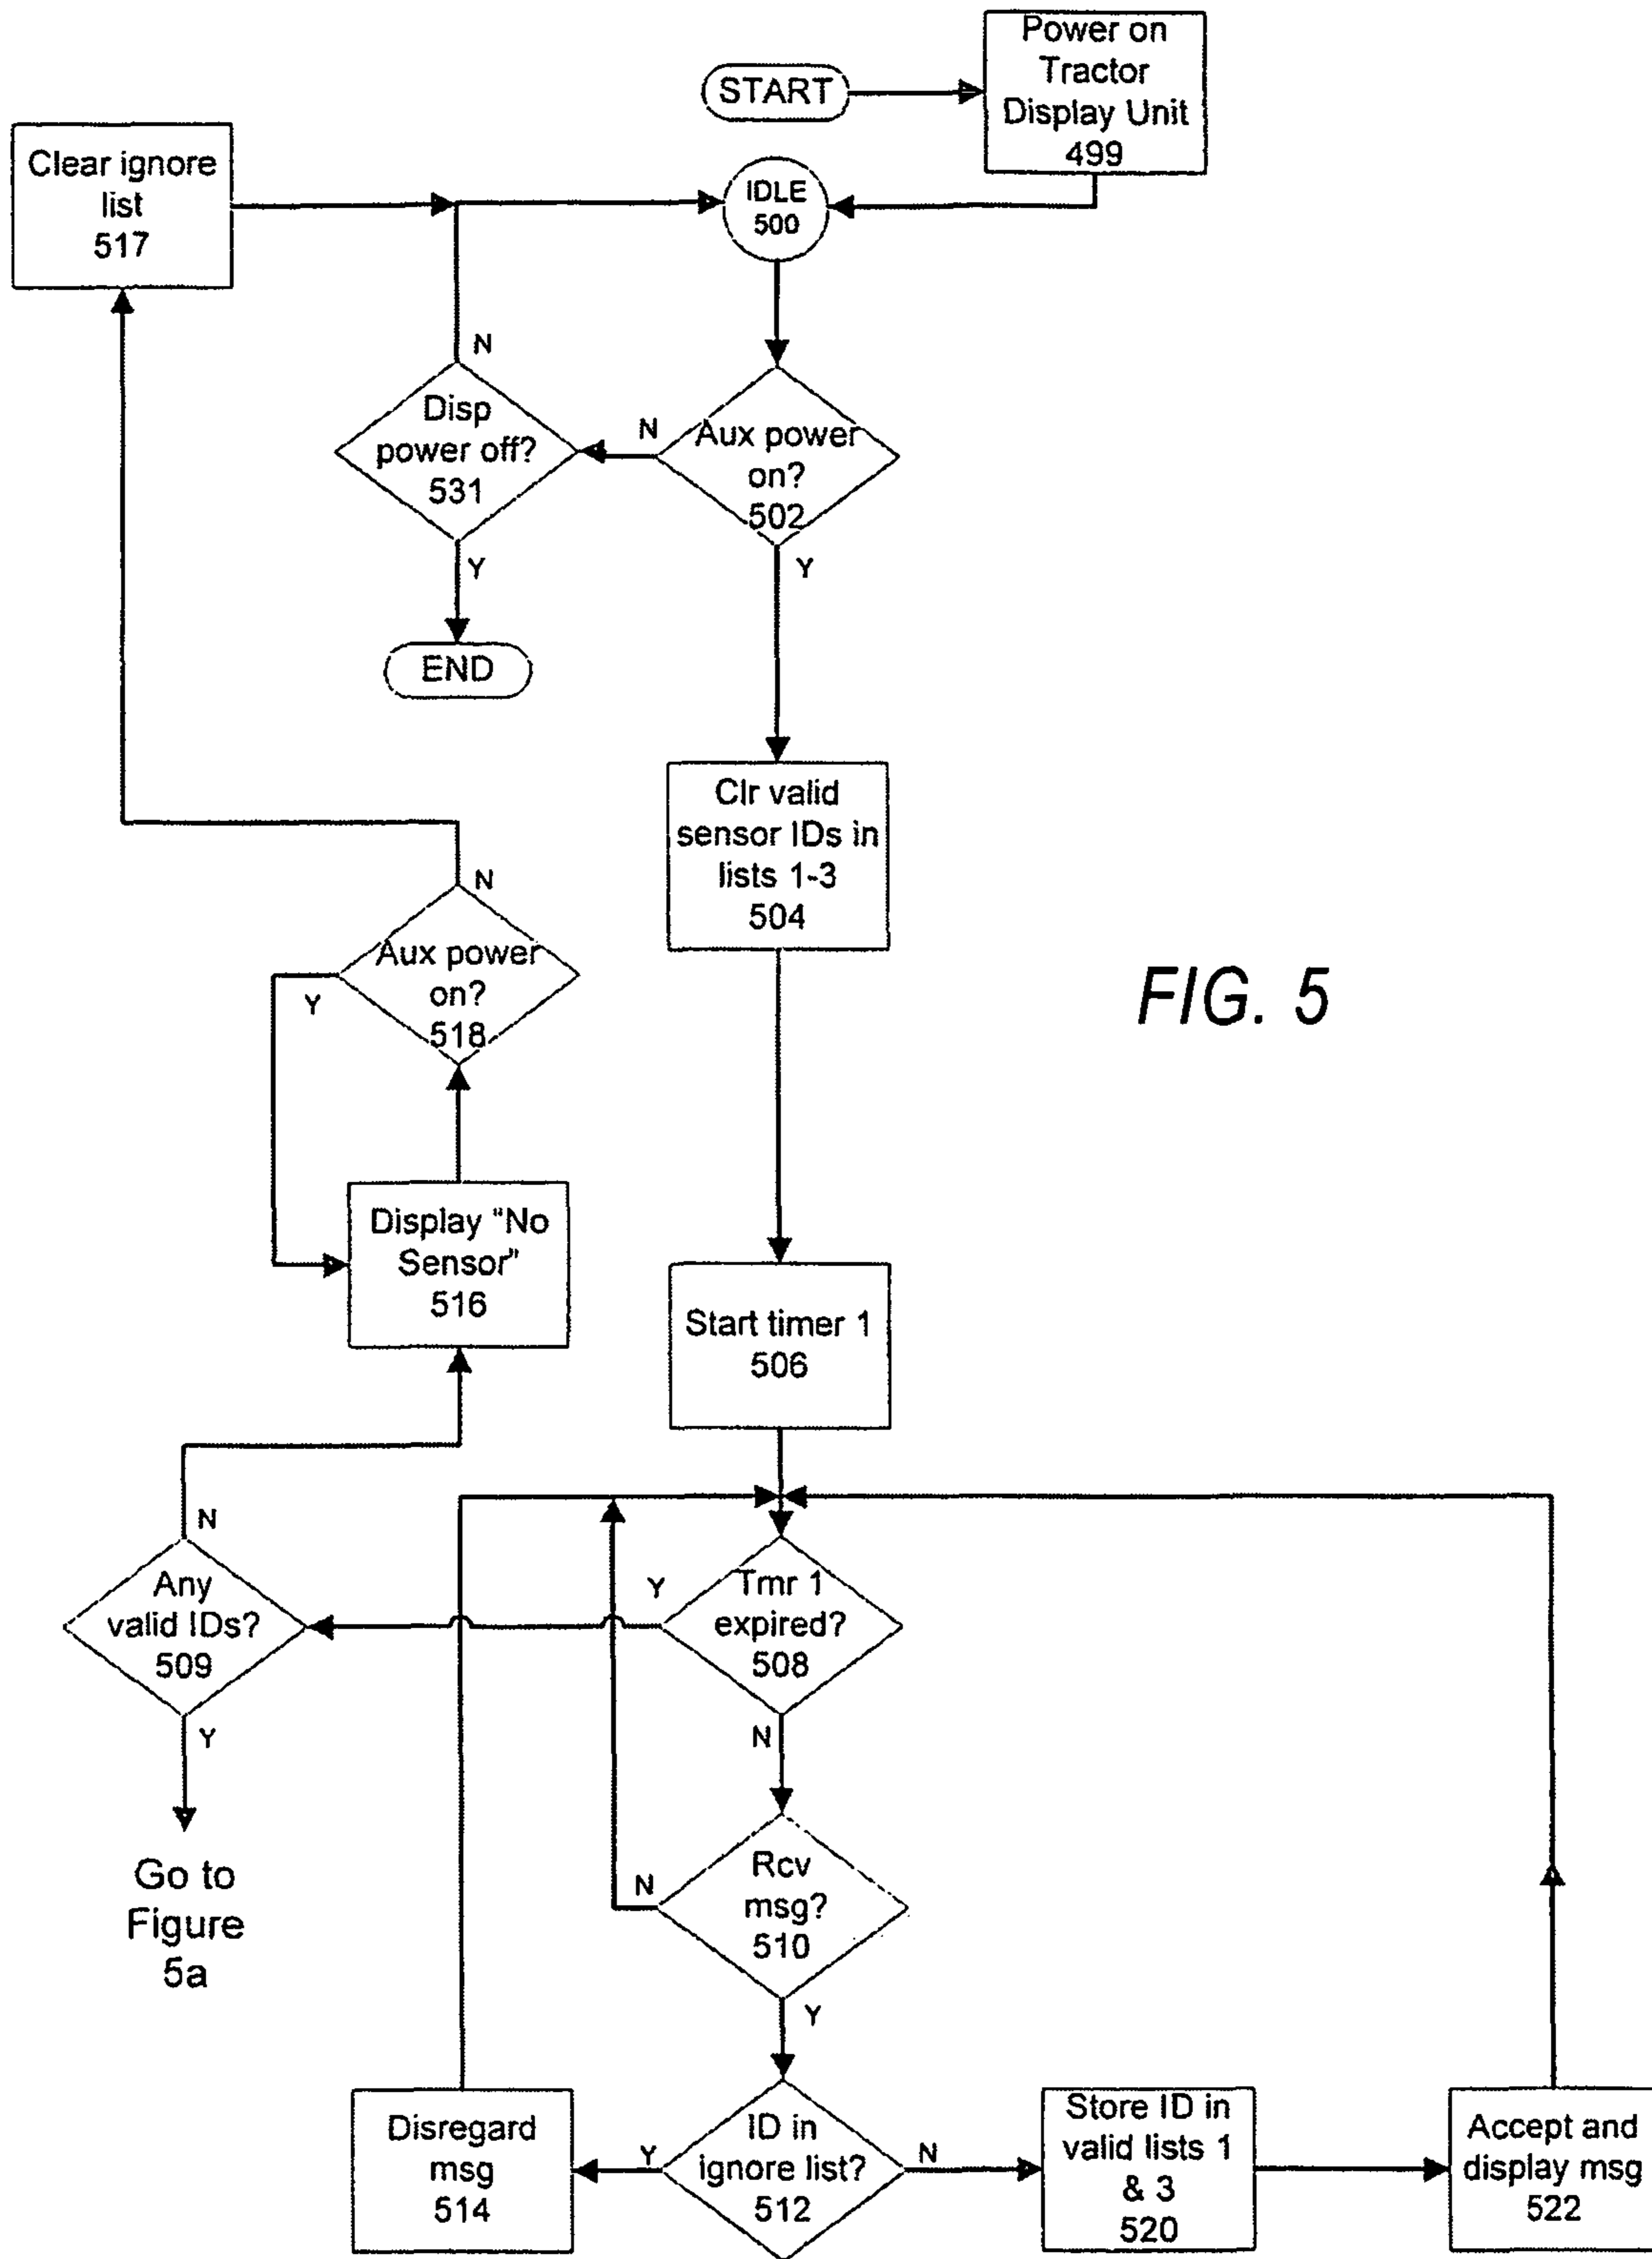 START
Power on
Tractor
Display Unit
499
Clear ignore
list
517
IDLE
500
N
Disp
power off?
531
Y
END
N
Aux power
on?
502
Y
Clr valid
sensor IDs in
lists 1-3
504
N
Aux power
on?
518
Y
FIG. 5
Display "No
Sensor"
516
Start timer 1
506
N
Any
valid IDs?
509
Y
Go to
Figure
5a
Y
Tmr 1
expired?
508
N
N
Rcv
msg?
510
Y
Disregard
msg
514
Y
ID in
ignore list?
512
N
Store ID in
valid lists 1
& 3
520
Accept and
display msg
522